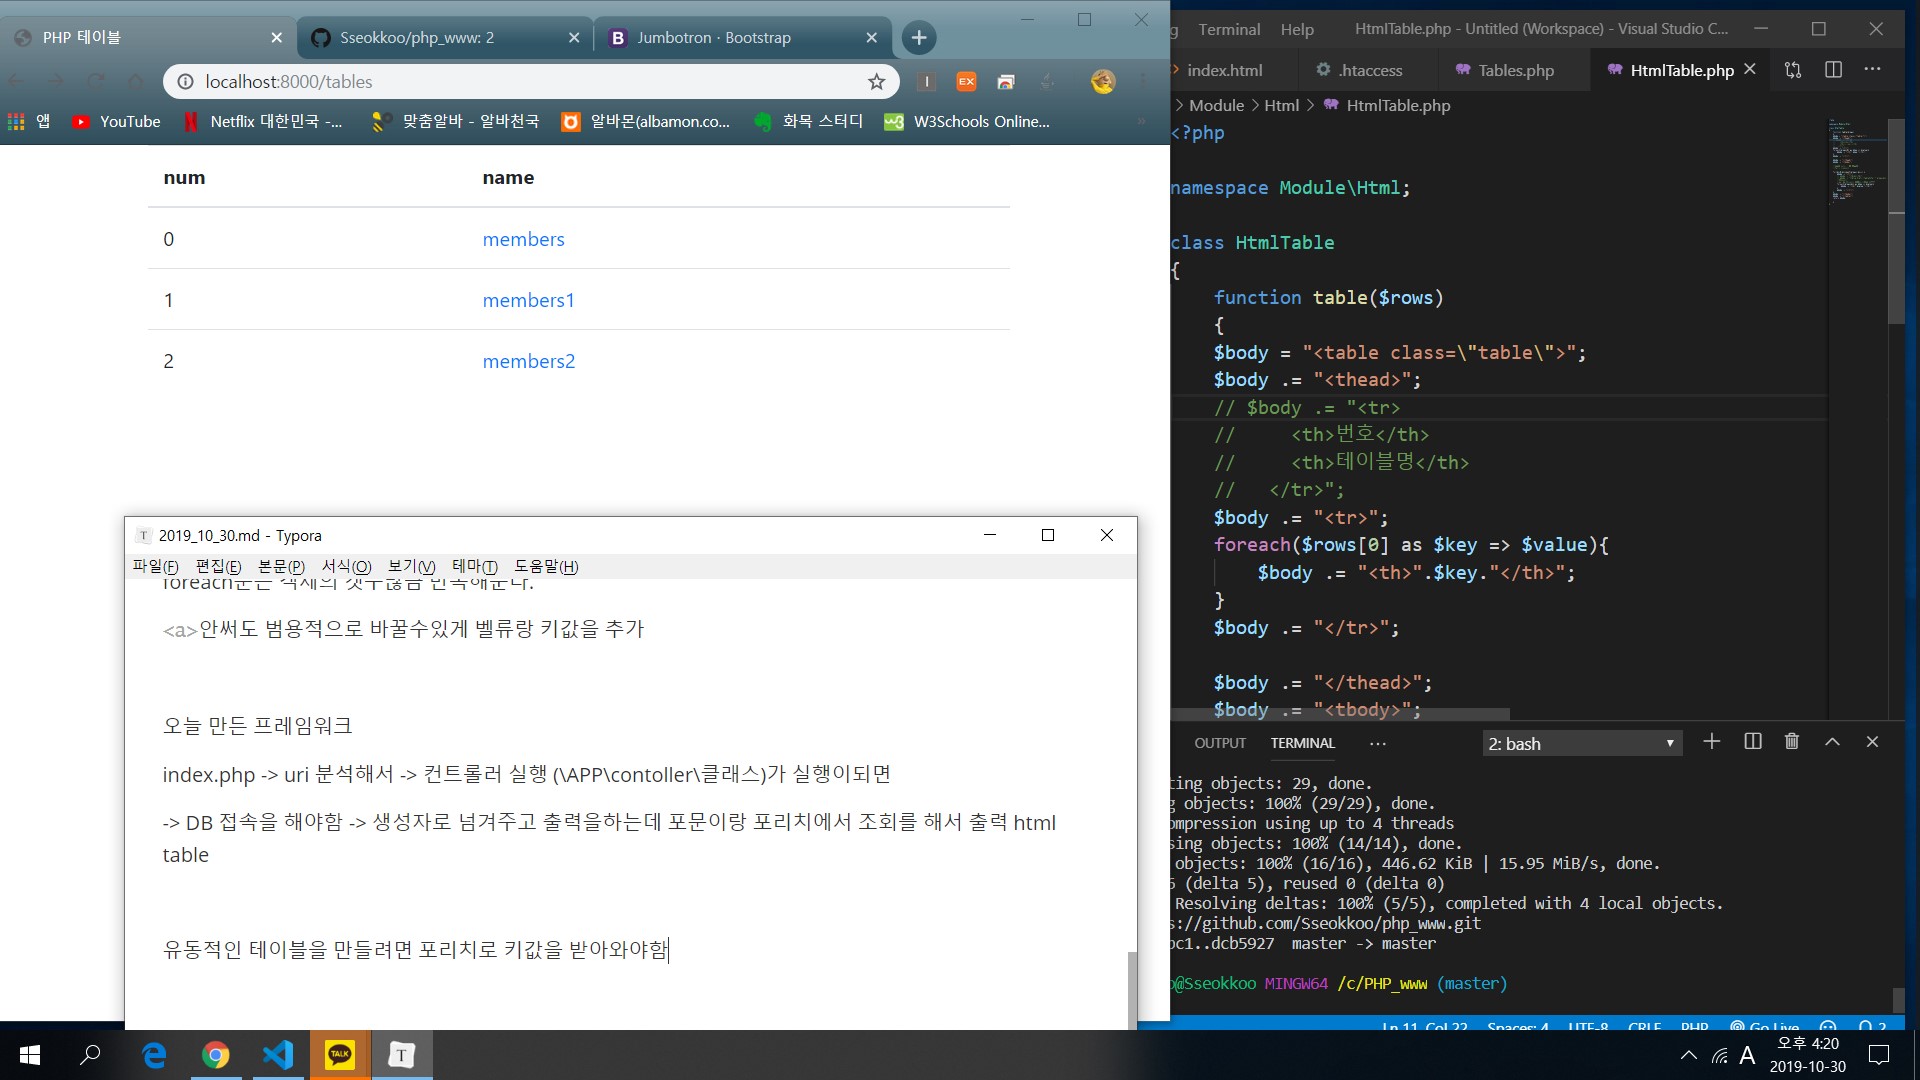 PHP 테이블
Sseokkoo/php_www: 2
Jumbotron · Bootstrap
localhost:8000/tables
앱
YouTube
Netflix 대한민국 -...
맞춤알바 - 알바천국
알바몬(albamon.co...
화목 스터디
W3Schools Online...
num name
0 members
1 members1
2 members2
2019_10_30.md - Typora
파일(F) 편집(E) 본문(P) 서식(O) 보기(V) 테마(T) 도움말(H)
<a>안써도 범용적으로 바꿀수있게 벨류랑 키값을 추가
오늘 만든 프레임워크
index.php -> uri 분석해서 -> 컨트롤러 실행 (\APP\contoller\클래스)가 실행이되면
-> DB 접속을 해야함 -> 생성자로 넘겨주고 출력을하는데 포문이랑 포리치에서 조회를 해서 출력 html
table
유동적인 테이블을 만들려면 포리치로 키값을 받아와야함
Terminal Help HtmlTable.php - Untitled (Workspace) - Visual Studio C...
index.html .htaccess Tables.php HtmlTable.php
Module > Html > HtmlTable.php
<?php
namespace Module\Html;
class HtmlTable
{
function table($rows)
{
$body = "<table class=\"table\">";
$body .= "<thead>";
// $body .= "<tr>
// <th>번호</th>
// <th>테이블명</th>
// </tr>";
$body .= "<tr>";
foreach($rows[0] as $key => $value){
$body .= "<th>".$key."</th>";
}
$body .= "</tr>";
$body .= "</thead>";
$body .= "<tbody>";
OUTPUT TERMINAL ... 2: bash
ting objects: 29, done.
g objects: 100% (29/29), done.
ompression using up to 4 threads
sing objects: 100% (14/14), done.
objects: 100% (16/16), 446.62 KiB | 15.95 MiB/s, done.
(delta 5), reused 0 (delta 0)
Resolving deltas: 100% (5/5), completed with 4 local objects.
s://github.com/Sseokkoo/php_www.git
bc1..dcb5927 master -> master
@Sseokkoo MINGW64 /c/PHP_www (master)
Ln 11, Col 22 Spaces: 4 UTF-8 CRLF PHP Go Live 2
TALK
A
오후 4:20
2019-10-30